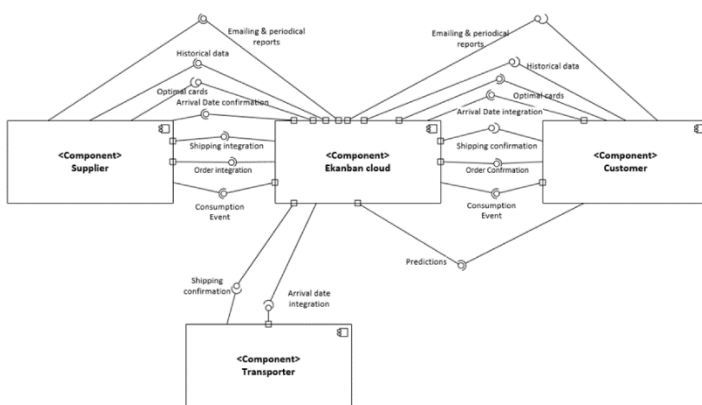 Emailing & periodical
reports
Historical data
Optimal cards
Arrival Date confirmation
Shipping integration
Order integration
Consumption
Event
<Component>
Supplier
<Component>
Ekanban cloud
Emailing & periodical
reports
Historical data
Optimal cards
Arrival Date integration
Shipping confirmation
Order Confrmation
Consumption
Event
<Component>
Customer
Predictions
Shipping
confirmation
Arrival date
integration
<Component>
Transporter